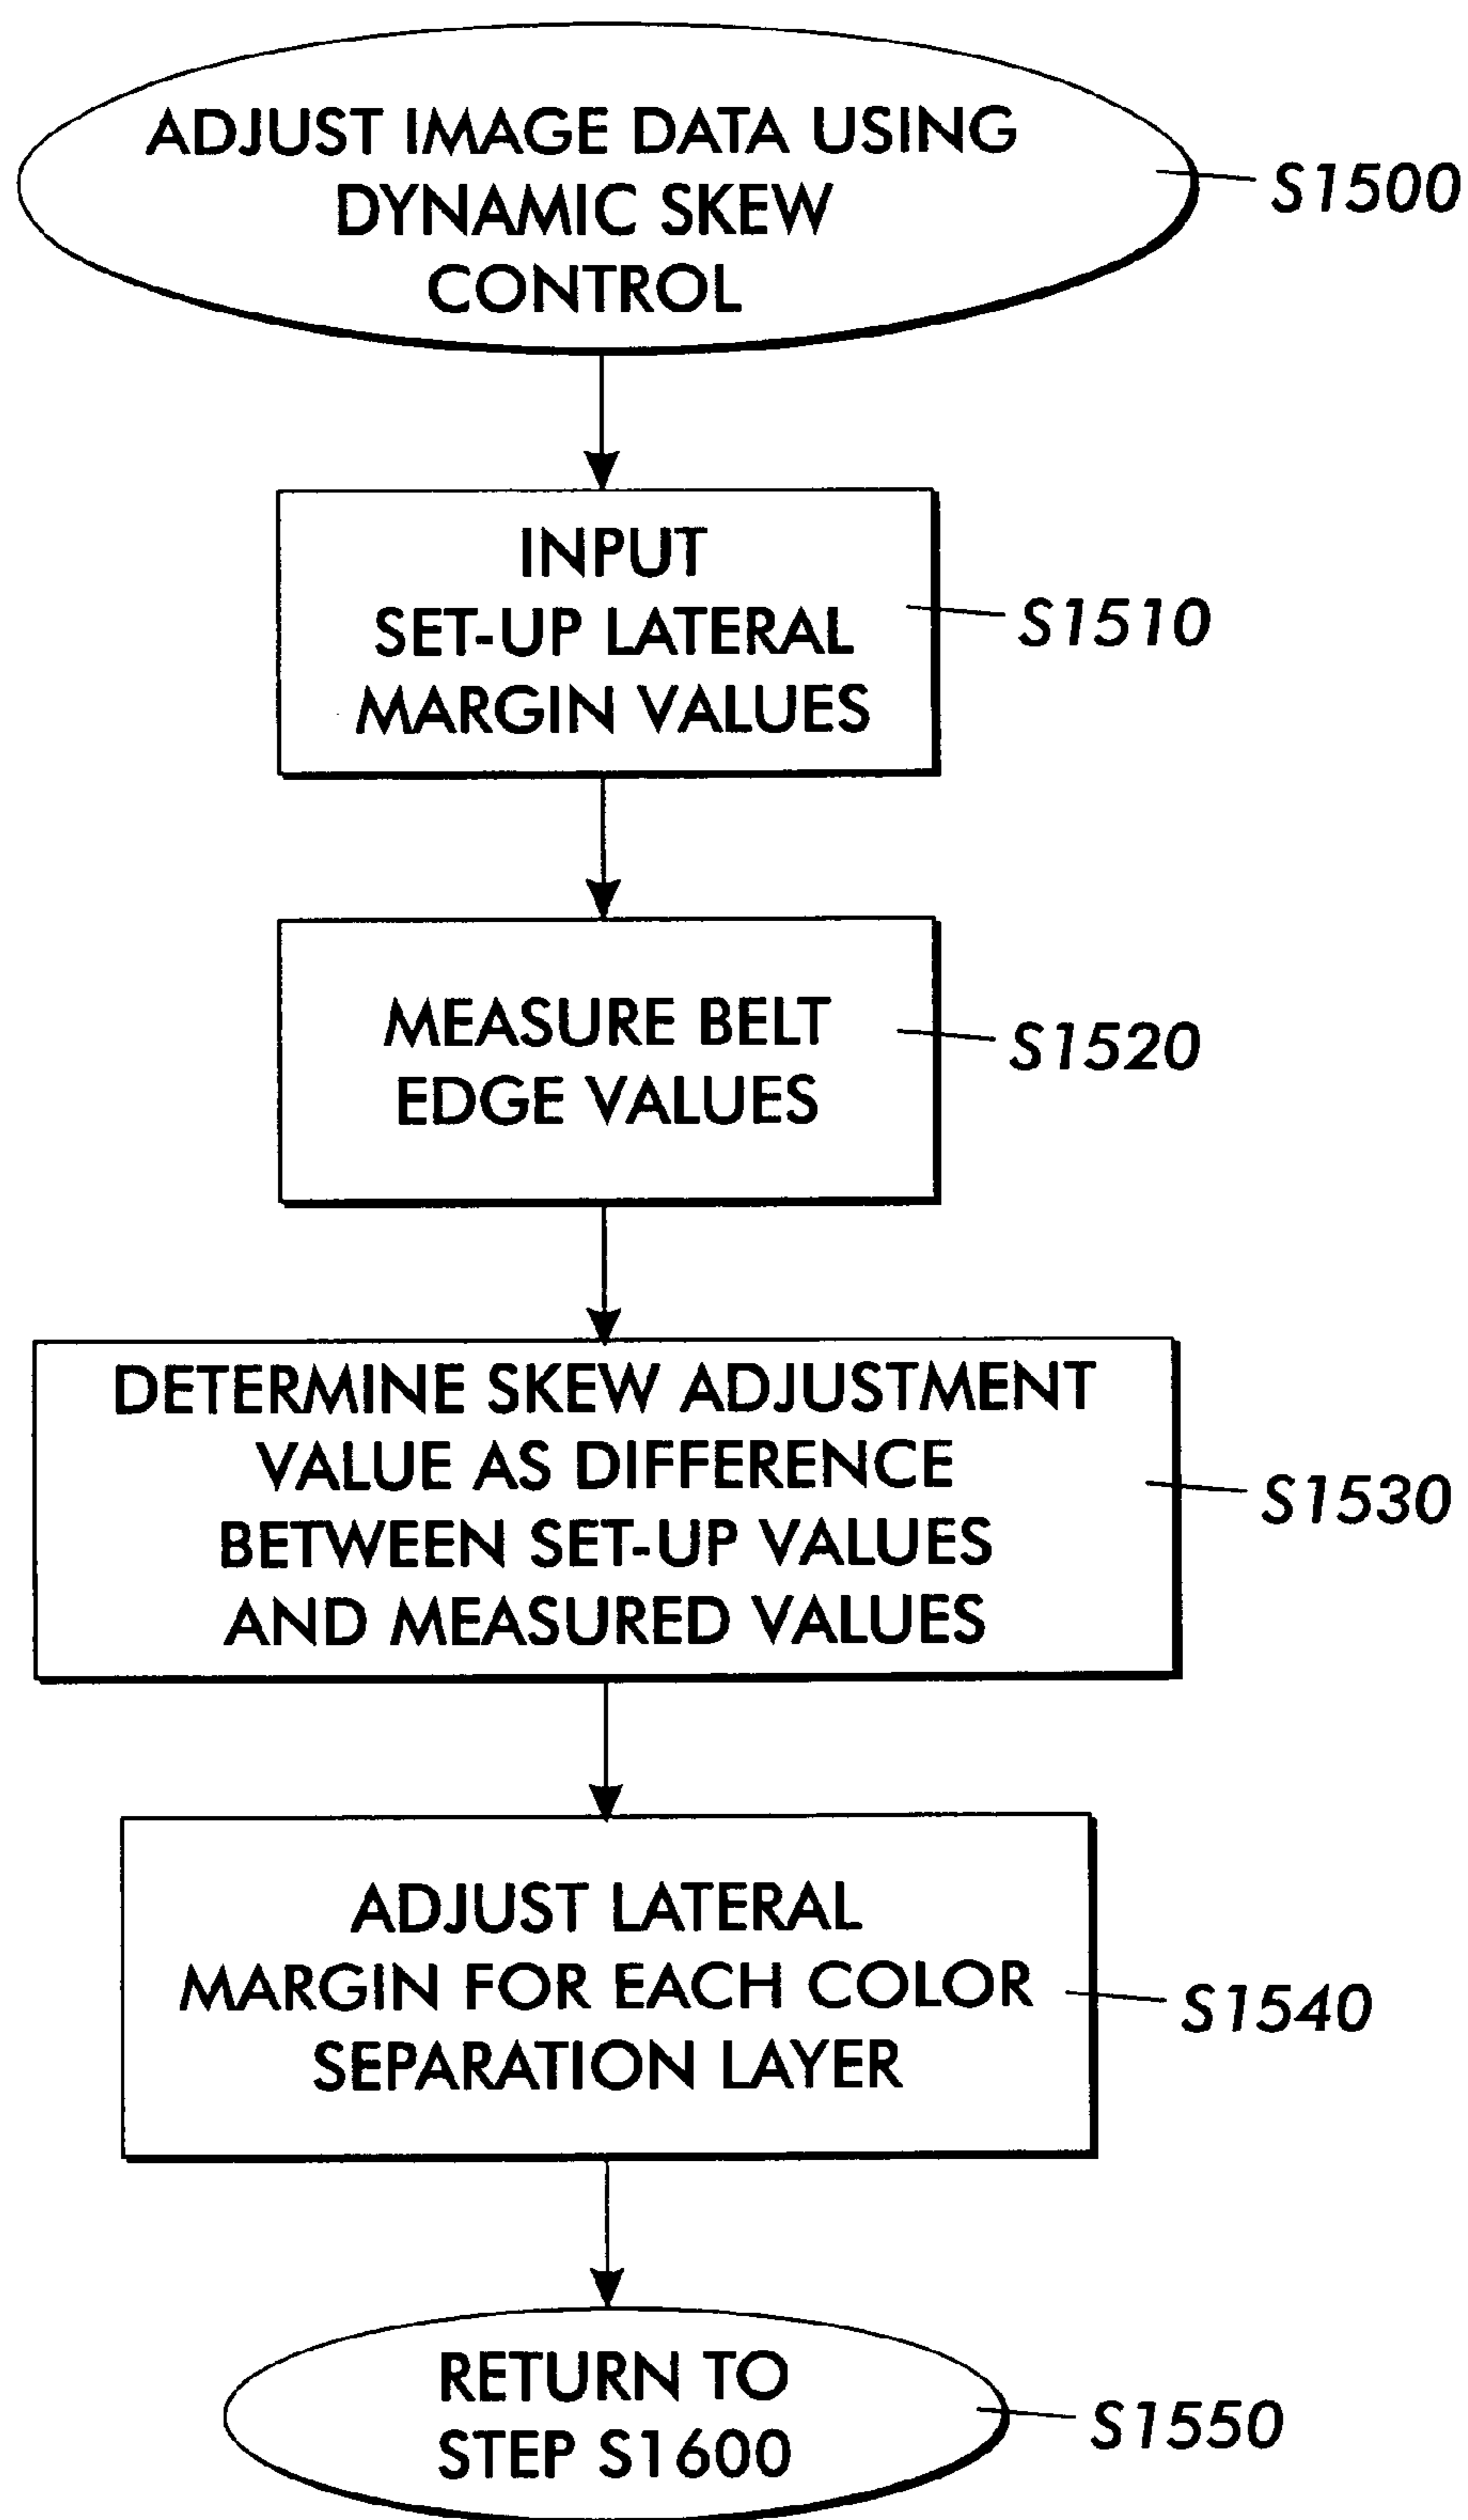 ADJUST IMAGE DATA USING
DYNAMIC SKEW
CONTROL
S1500
INPUT
SET-UP LATERAL
MARGIN VALUES
S1510
MEASURE BELT
EDGE VALUES
S1520
DETERMINE SKEW ADJUSTMENT
VALUE AS DIFFERENCE
BETWEEN SET-UP VALUES
AND MEASURED VALUES
S1530
ADJUST LATERAL
MARGIN FOR EACH COLOR
SEPARATION LAYER
S1540
RETURN TO
STEP S1600
S1550